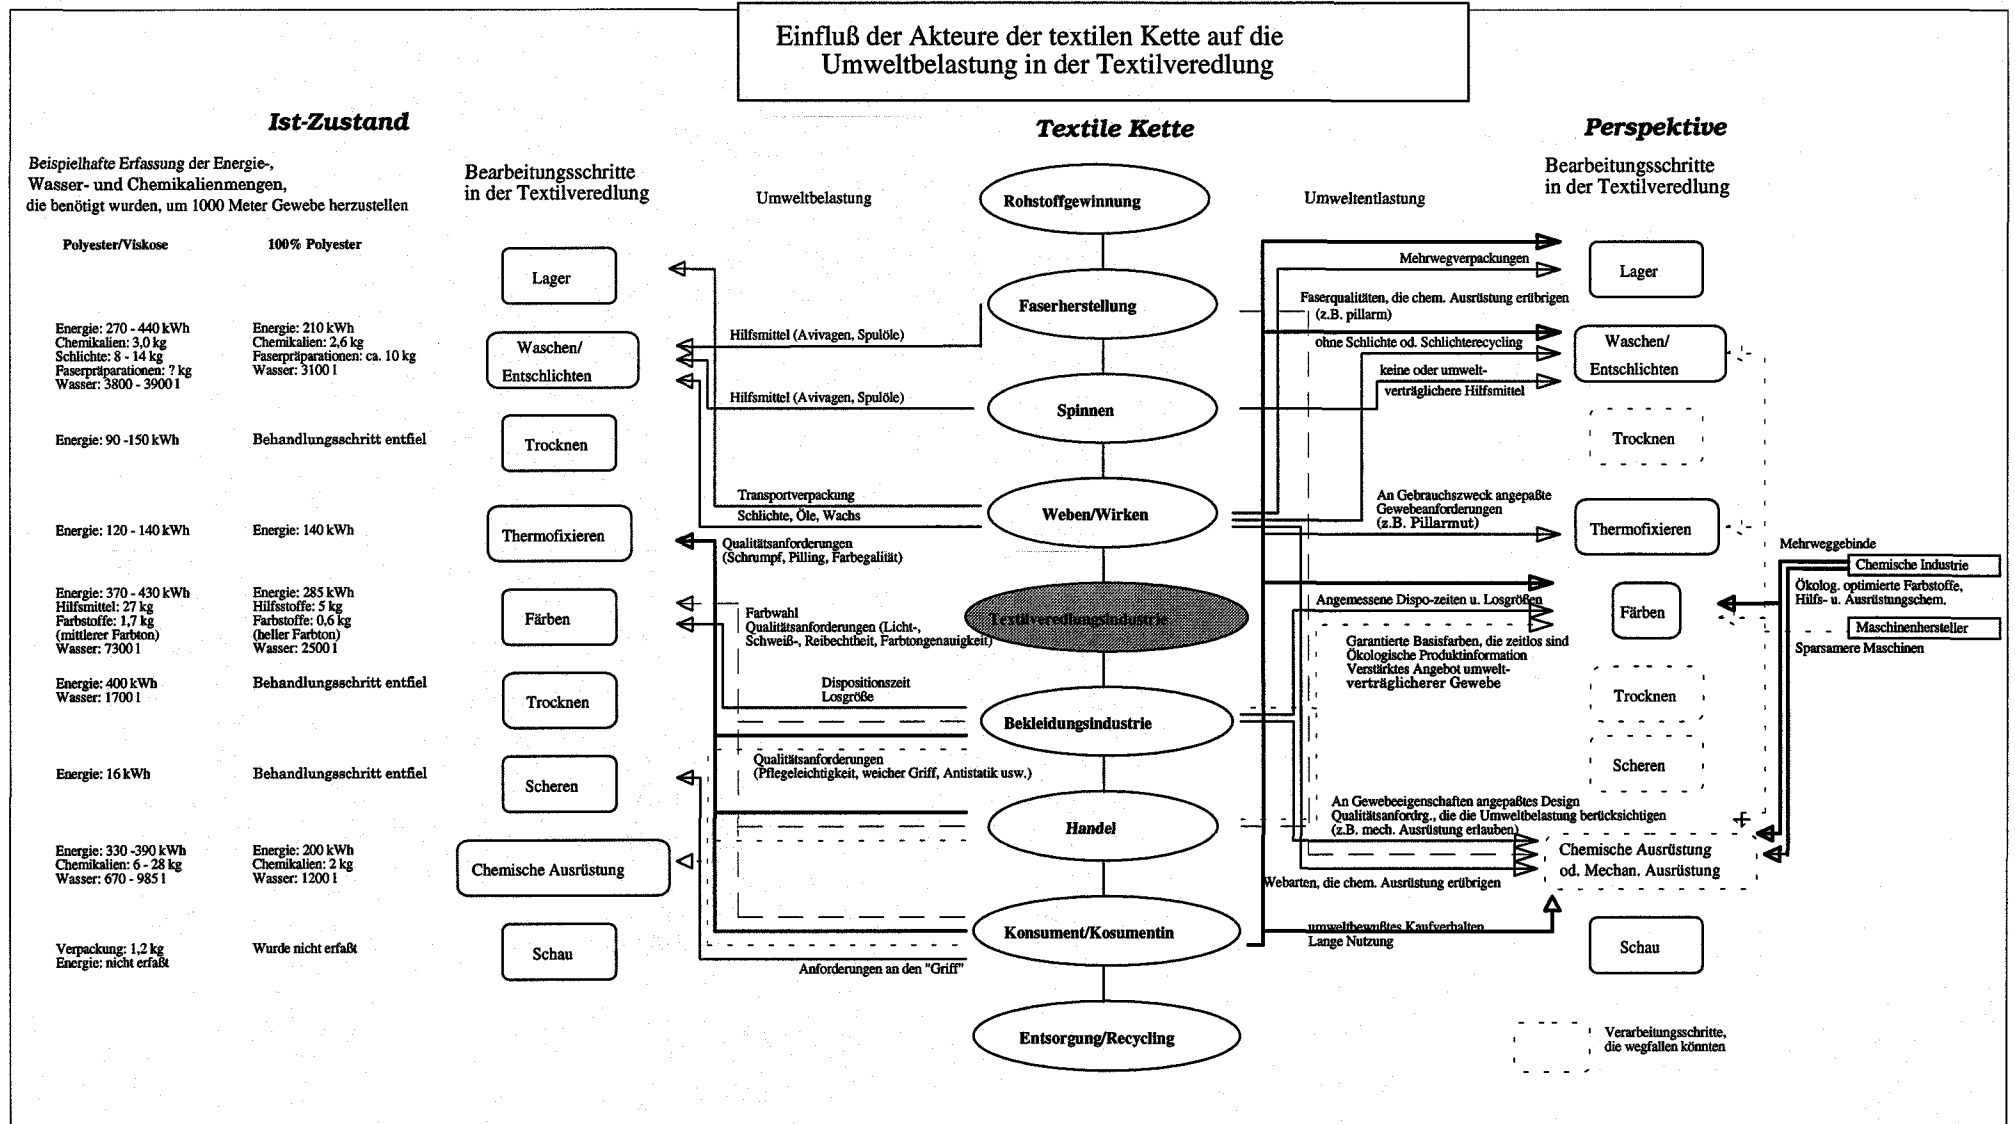 Einfluß der Akteure der textilen Kette auf die
Umweltbelastung in der Textilveredlung
Ist-Zustand
Beispielhafte Erfassung der Energie-,
Wasser- und Chemikalienmengen,
die benötigt wurden, um 1000 Meter Gewebe herzustellen
Polyester/Viskose
100% Polyester
Energie: 270 - 440 kWh
Chemikalien: 3,0 kg
Schlichte: 8 - 14 kg
Faserpräparationen: ? kg
Wasser: 3800 - 3900 l
Energie: 210 kWh
Chemikalien: 2,6 kg
Faserpräparationen: ca. 10 kg
Wasser: 3100 l
Energie: 90 -150 kWh
Behandlungsschritt entfiel
Energie: 120 - 140 kWh
Energie: 140 kWh
Energie: 370 - 430 kWh
Hilfsmittel: 27 kg
Farbstoffe: 1,7 kg
(mittlerer Farbton)
Wasser: 7300 l
Energie: 285 kWh
Hilfsstoffe: 5 kg
Farbstoffe: 0,6 kg
(heller Farbton)
Wasser: 2500 l
Energie: 400 kWh
Wasser: 1700 l
Behandlungsschritt entfiel
Energie: 16 kWh
Behandlungsschritt entfiel
Energie: 330 -390 kWh
Chemikalien: 6 - 28 kg
Wasser: 670 - 985 l
Energie: 200 kWh
Chemikalien: 2 kg
Wasser: 1200 l
Verpackung: 1,2 kg
Energie: nicht erfaßt
Wurde nicht erfaßt
Bearbeitungsschritte
in der Textilveredlung
Lager
Waschen/
Entschlichten
Trocknen
Thermofixieren
Färben
Trocknen
Scheren
Chemische Ausrüstung
Schau
Umweltbelastung
Hilfsmittel (Avivagen, Spulöle)
Hilfsmittel (Avivagen, Spulöle)
Transportverpackung
Schlichte, Öle, Wachs
Qualitätsanforderungen
(Schrumpf, Pilling, Farbegalität)
Farbwahl
Qualitätsanforderungen (Licht-,
Schweiß-, Reibechtheit, Farbtongenauigkeit)
Dispositionszeit
Losgröße
Qualitätsanforderungen
(Pflegeleichtigkeit, weicher Griff, Antistatik usw.)
Anforderungen an den "Griff"
Textile Kette
Rohstoffgewinnung
Faserherstellung
Spinnen
Weben/Wirken
Textilveredlungsindustrie
Bekleidungsindustrie
Handel
Konsument/Kosumentin
Entsorgung/Recycling
Umweltentlastung
Mehrwegverpackungen
Faserqualitäten, die chem. Ausrüstung erübrigen
(z.B. pillarm)
ohne Schlichte od. Schlichterecycling
keine oder umwelt-
verträglichere Hilfsmittel
An Gebrauchszweck angepaßte
Gewebeanforderungen
(z.B. Pillarmut)
Angemessene Dispo-zeiten u. Losgrößen
Garantierte Basisfarben, die zeitlos sind
Ökologische Produktinformation
Verstärktes Angebot umwelt-
verträglicherer Gewebe
An Gewebeeigenschaften angepaßtes Design
Qualitätsanfordrg., die die Umweltbelastung berücksichtigen
(z.B. mech. Ausrüstung erlauben)
Webarten, die chem. Ausrüstung erübrigen
umweltbewußtes Kaufverhalten
Lange Nutzung
Perspektive
Bearbeitungsschritte
in der Textilveredlung
Lager
Waschen/
Entschlichten
Trocknen
Thermofixieren
Färben
Trocknen
Scheren
Chemische Ausrüstung
od. Mechan. Ausrüstung
Schau
Verarbeitungsschritte,
die wegfallen könnten
Mehrweggebinde
Chemische Industrie
Ökolog. optimierte Farbstoffe,
Hilfs- u. Ausrüstungschem.
Maschinenhersteller
Sparsamere Maschinen